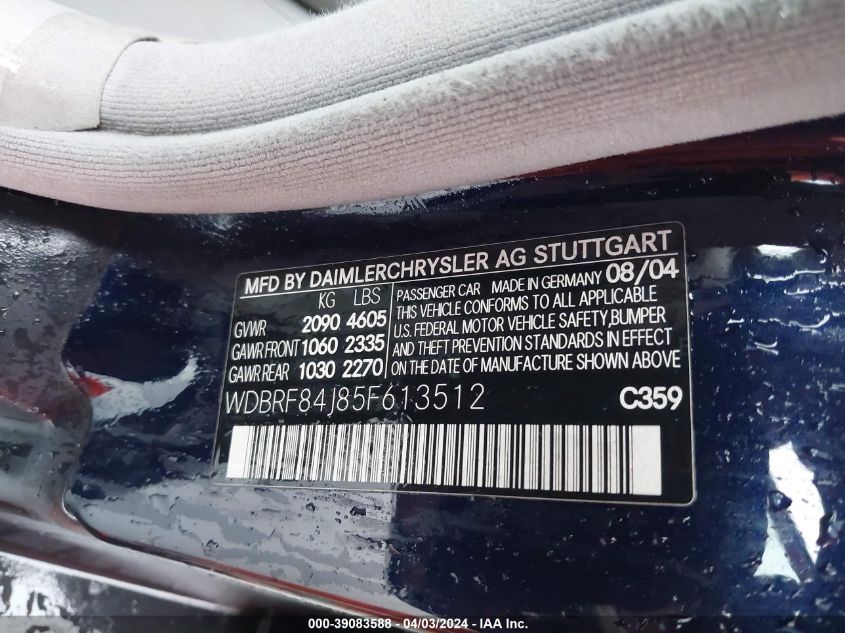 MFD BY DAIMLERCHRYSLER AG STUTTGART
KG LBS
GVWR 2090 4605
GAWR FRONT 1060 2335
GAWR REAR 1030 2270
PASSENGER CAR MADE IN GERMANY 08/04
THIS VEHICLE CONFORMS TO ALL APPLICABLE
U.S. FEDERAL MOTOR VEHICLE SAFETY,BUMPER
AND THEFT PREVENTION STANDARDS IN EFFECT
ON THE DATE OF MANUFACTURE SHOWN ABOVE
WDBRF84J85F613512 C359
000-39083588 - 04/03/2024 - IAA Inc.